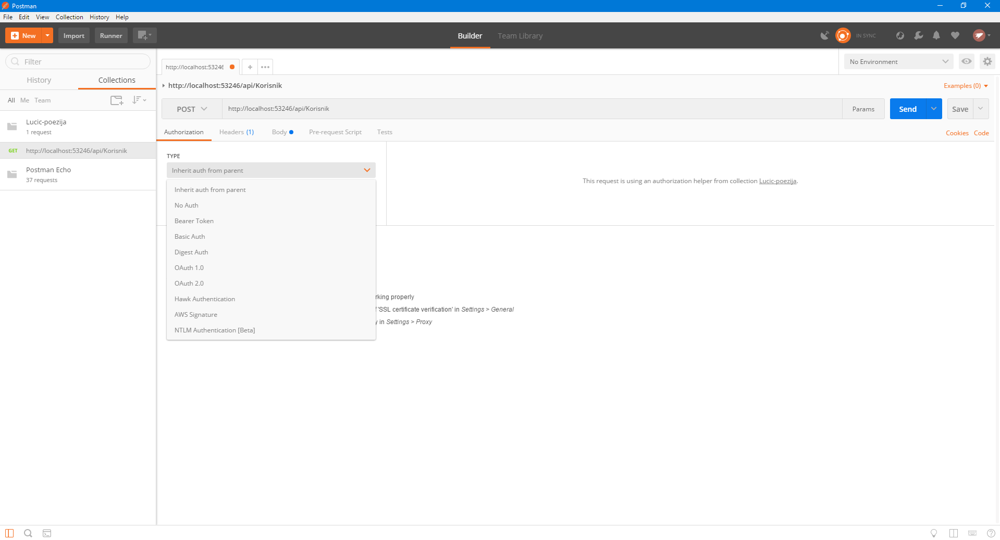 Postman
File Edit View Collection History Help
New Import Runner Builder Team Library IN SYNC
Filter
History Collections
All Me Team
Lucic-poezija
1 request
GET http://localhost:53246/api/Korisnik
Postman Echo
37 requests
http://localhost:53246 + ••• No Environment
http://localhost:53246/api/Korisnik Examples (0)
POST http://localhost:53246/api/Korisnik Params Send Save
Authorization Headers (1) Body Pre-request Script Tests Cookies Code
TYPE
Inherit auth from parent
This request is using an authorization helper from collection Lucic-poezija.
Inherit auth from parent
No Auth
Bearer Token
Basic Auth
Digest Auth
OAuth 1.0
OAuth 2.0
Hawk Authentication
AWS Signature
NTLM Authentication [Beta]
rking properly
'SSL certificate verification' in Settings > General
y in Settings > Proxy